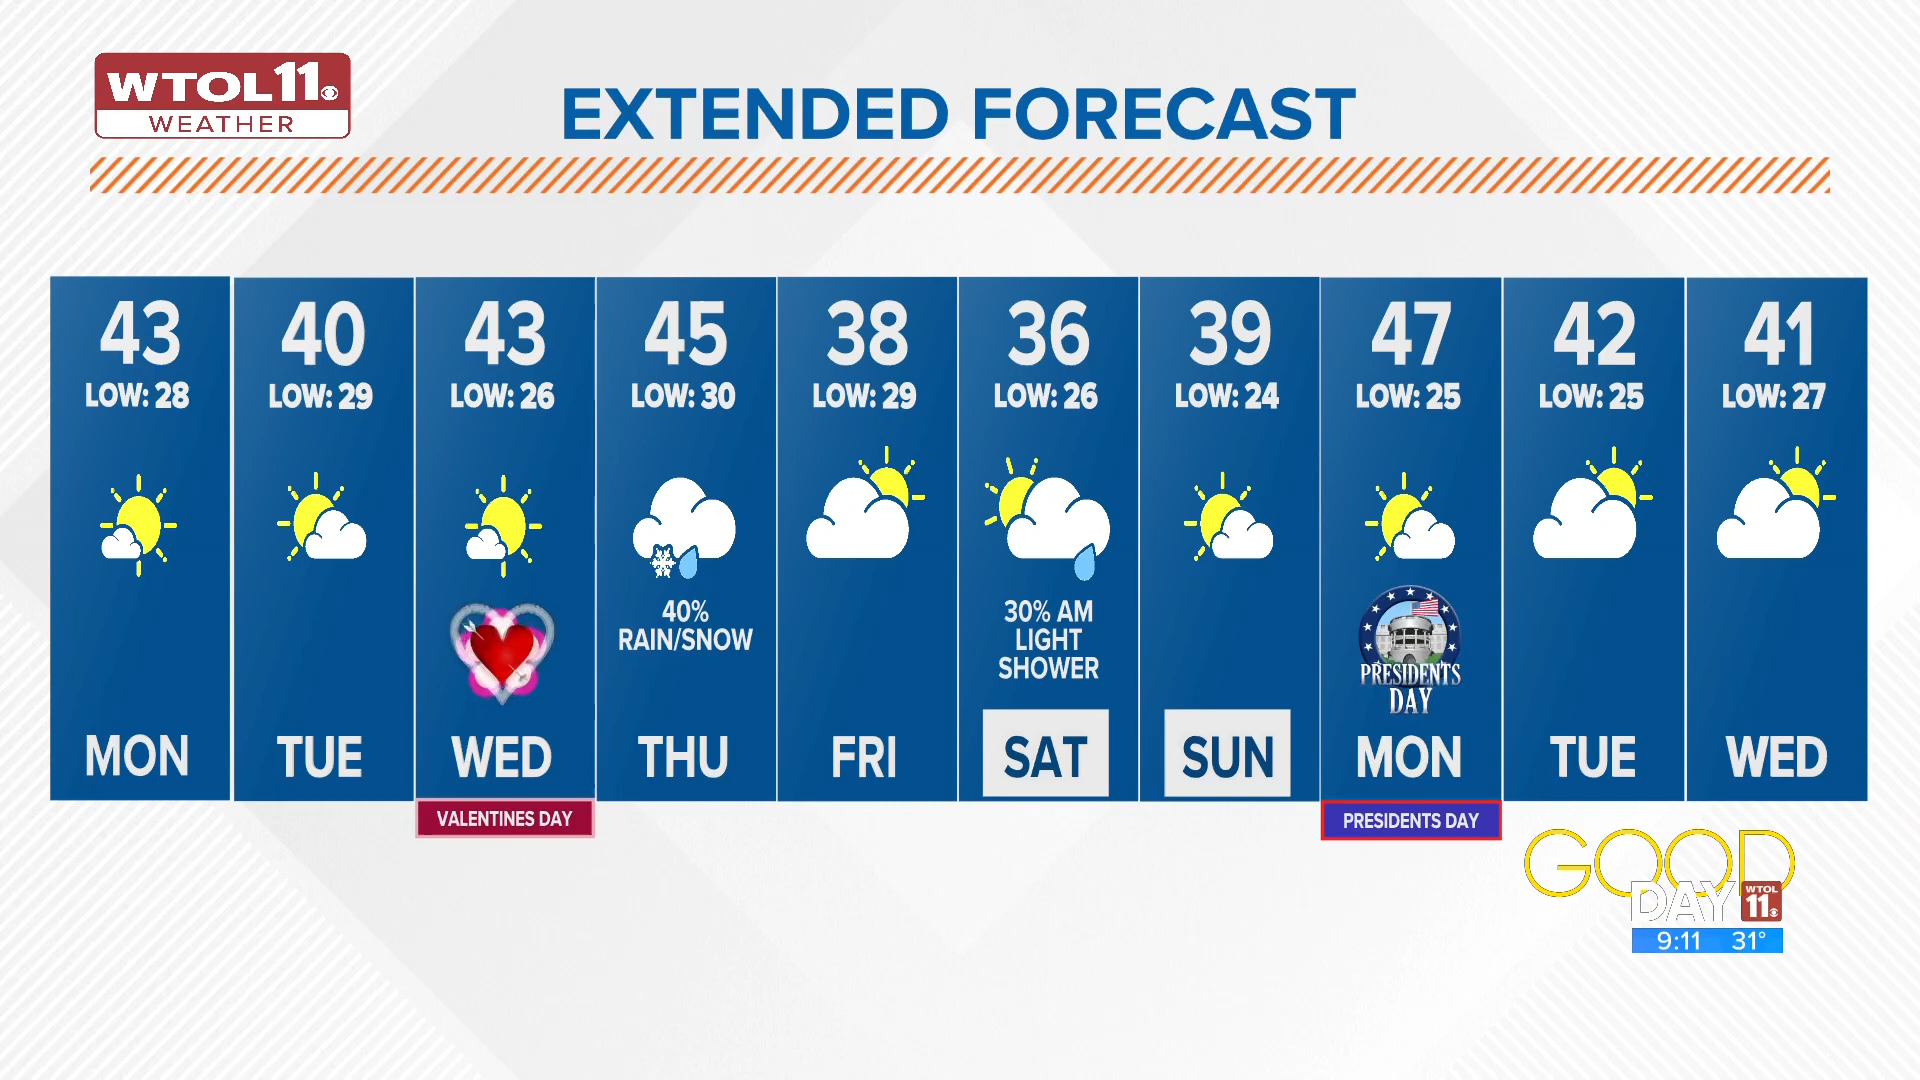 WTOL 11
WEATHER
EXTENDED FORECAST
43
LOW: 28
MON
40
LOW: 29
TUE
43
LOW: 26
WED
VALENTINES DAY
45
LOW: 30
40%
RAIN/SNOW
THU
38
LOW: 29
FRI
36
LOW: 26
30% AM
LIGHT
SHOWER
SAT
39
LOW: 24
SUN
47
LOW: 25
PRESIDENTS
DAY
MON
PRESIDENTS DAY
42
LOW: 25
TUE
41
LOW: 27
WED
GOOD
DAY
WTOL
11
9:11 31°